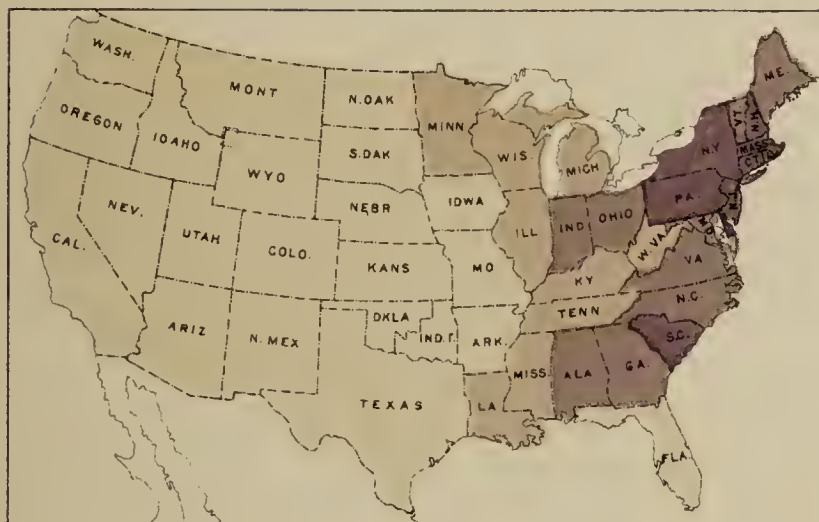 WASH.
MONT
N.DAK
MINN
ME.
OREGON
IDAHO
S.DAK
WIS.
MICH
VT.
N.H.
N.Y
MASS
CT.
WYO
NEBR
IOWA
PA.
N.J.
NEV.
UTAH
COLO.
ILL
IND
OHIO
W.VA.
MD.
CAL.
KANS
MO
KY
VA
ARIZ
N.MEX
OKLA
IND.T.
ARK.
TENN
N.C.
S.C.
TEXAS
LA
MISS.
ALA
GA.
FLA.